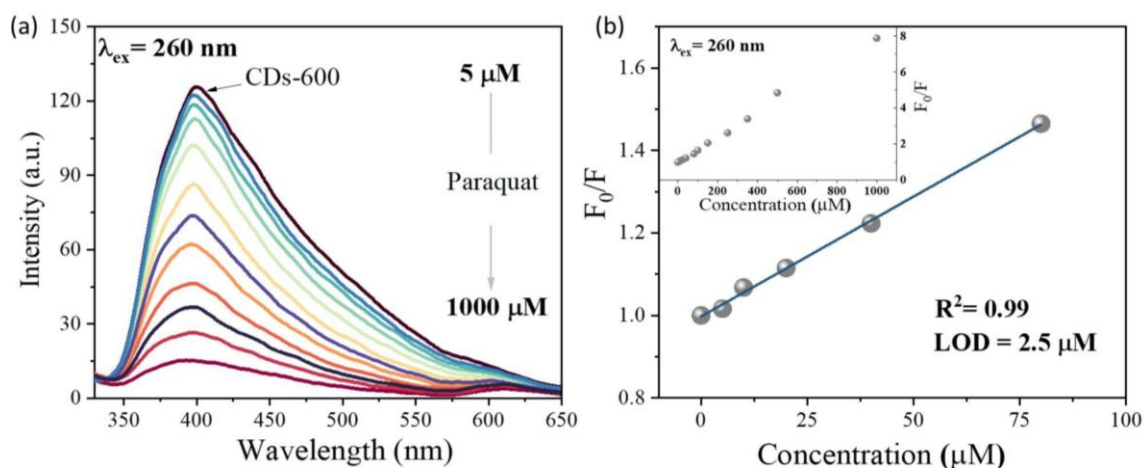 (a)
λex= 260 nm
CDs-600
5 μM
Paraquat
1000 μM
Intensity (a.u.)
150
120
90
60
30
0
350 400 450 500 550 600 650
Wavelength (nm)
(b)
λex= 260 nm
F0/F
8
6
4
2
0
0 200 400 600 800 1000
Concentration (μM)
F0/F
1.6
1.4
1.2
1.0
0.8
R2= 0.99
LOD = 2.5 μM
0 25 50 75 100
Concentration (μM)